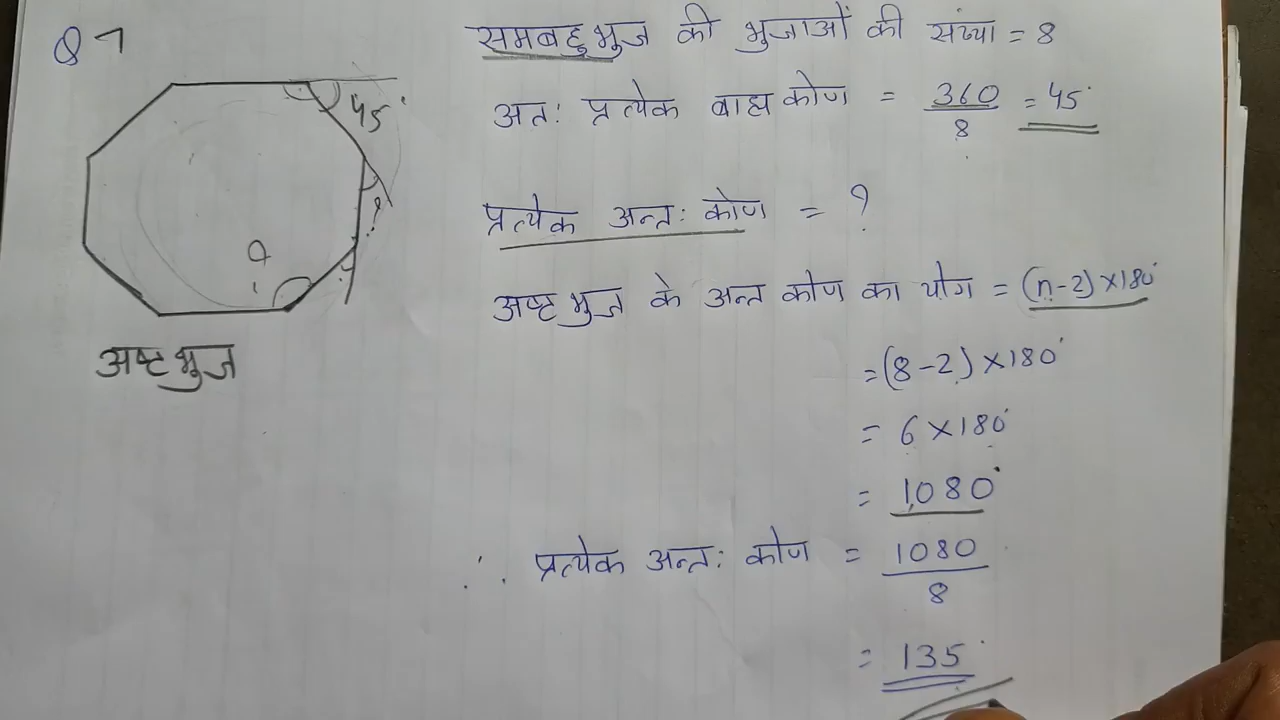 Q 7
समबहुभुज की भुजाओं की संख्या = 8
अतः प्रत्येक बाह्य कोण = 360/8 = 45°
45°
प्रत्येक अन्तः कोण = ?
?
?
अष्टभुज के अन्त कोण का योग = (n-2)×180°
अष्टभुज
= (8-2)×180°
= 6×180°
= 1080°
∴ प्रत्येक अन्तः कोण = 1080/8
= 135°